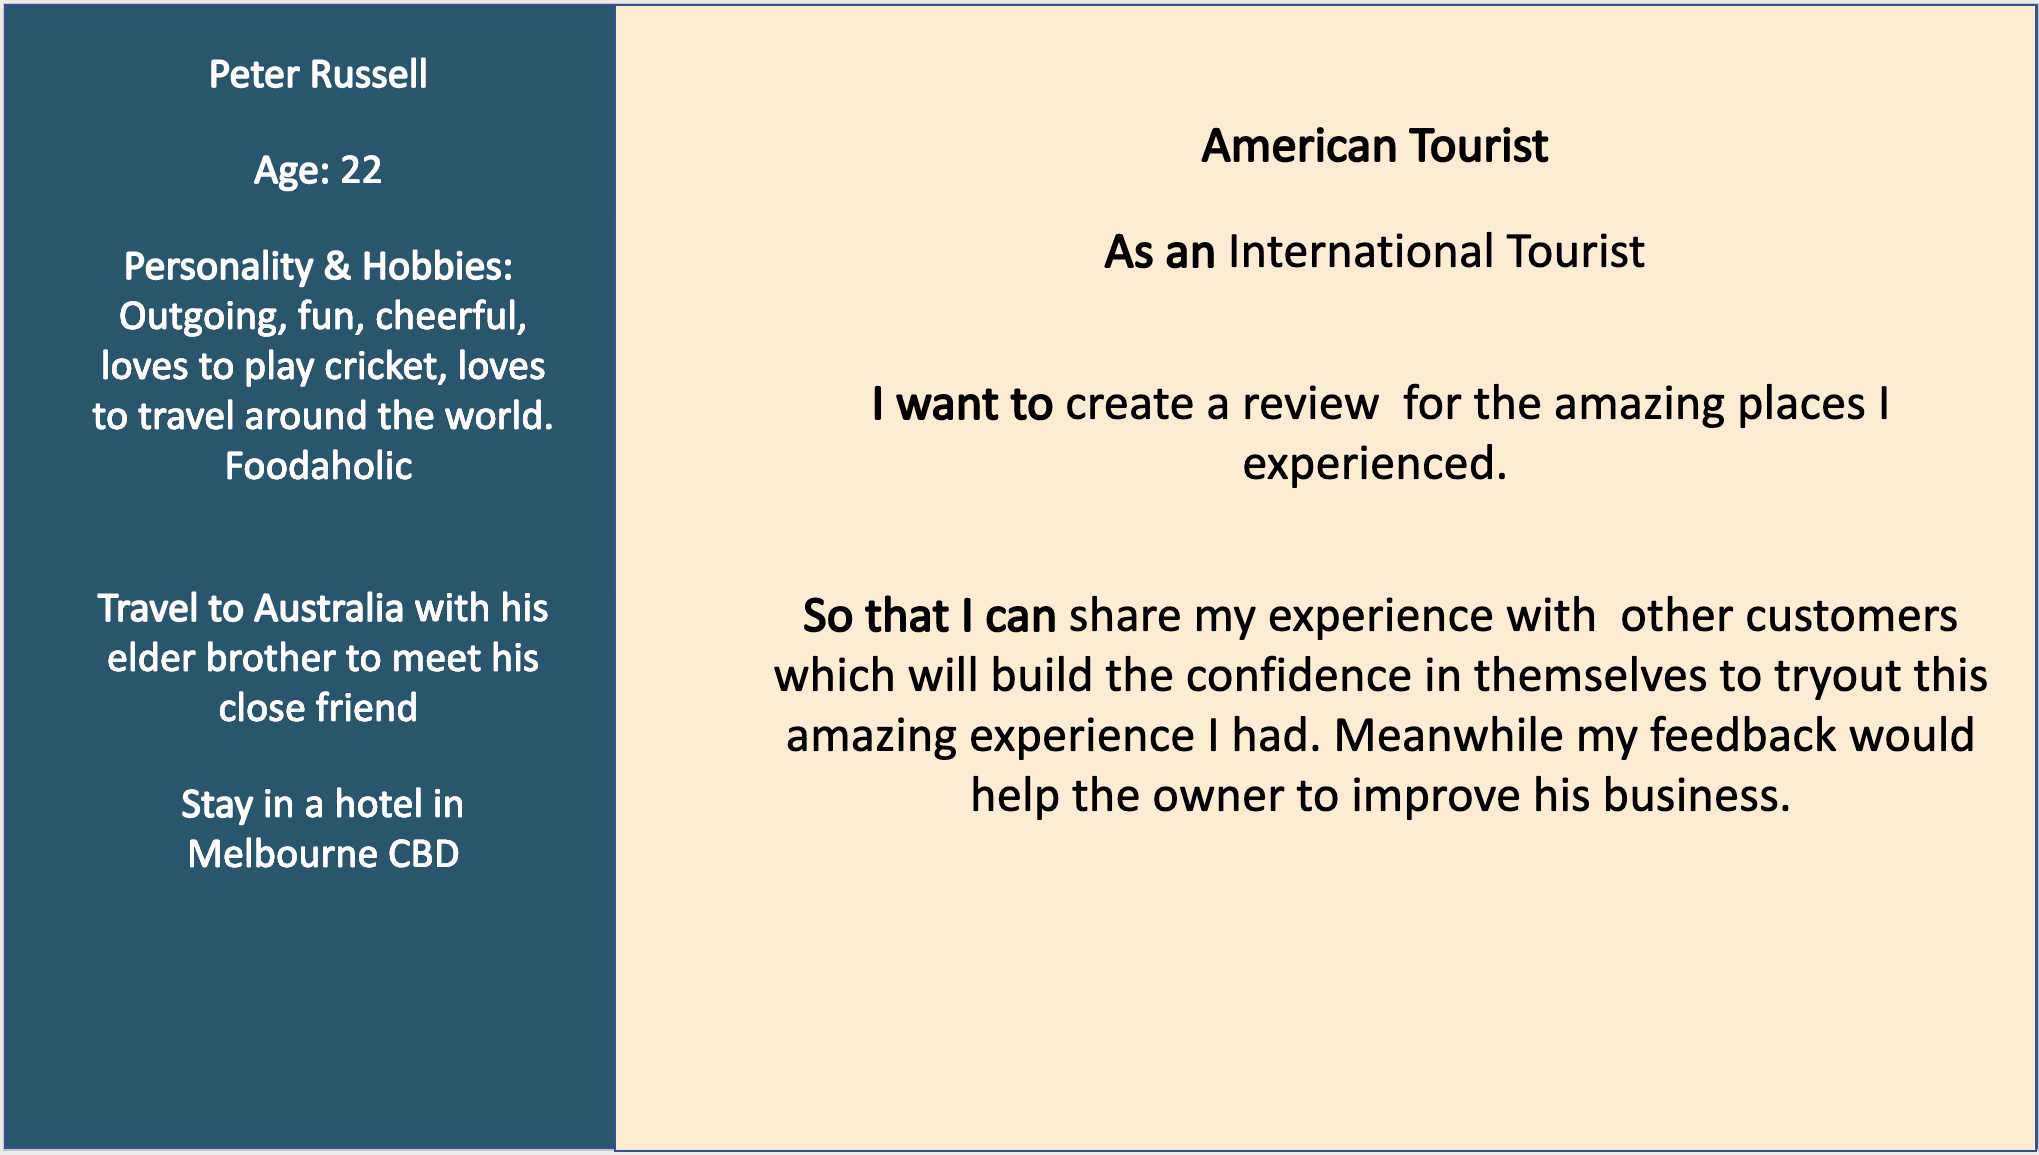 Peter Russell
Age: 22
Personality & Hobbies:
Outgoing, fun, cheerful,
loves to play cricket, loves
to travel around the world.
Foodaholic
Travel to Australia with his
elder brother to meet his
close friend
Stay in a hotel in
Melbourne CBD
American Tourist
As an International Tourist
I want to create a review  for the amazing places I
experienced.
So that I can share my experience with  other customers
which will build the confidence in themselves to tryout this
amazing experience I had. Meanwhile my feedback would
help the owner to improve his business.